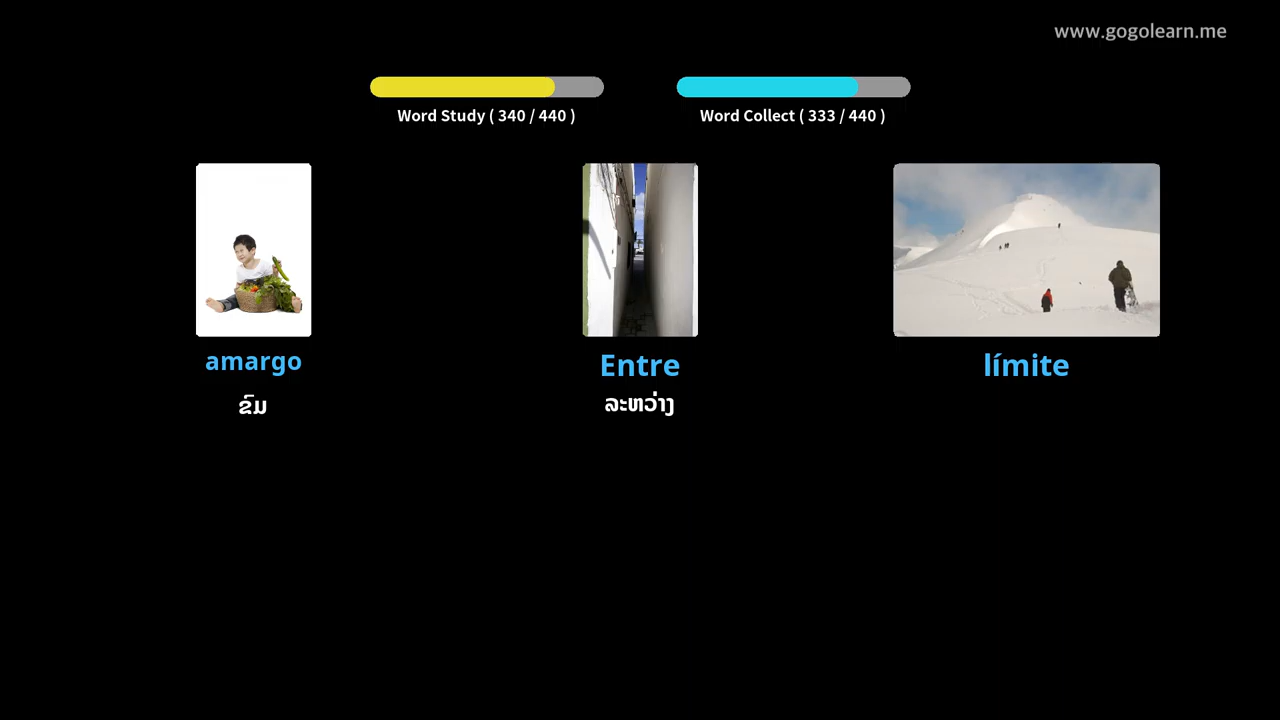 www.gogolearn.me
Word Study ( 340 / 440 )
Word Collect ( 333 / 440 )
amargo
ຂົມ
Entre
ລະຫວ່າງ
límite